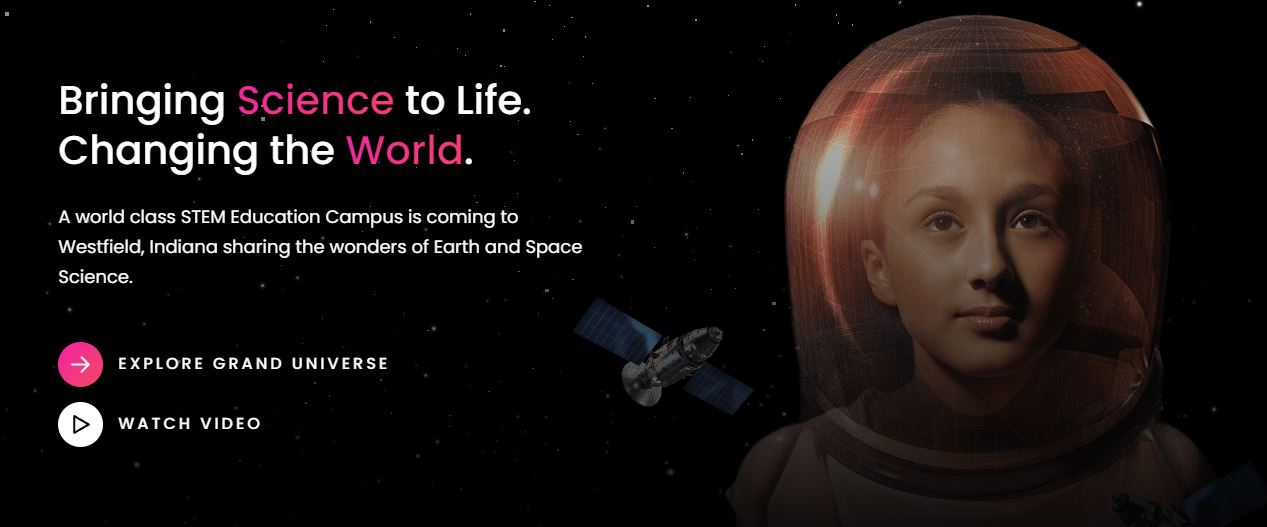 Bringing Science to Life.
Changing the World.
A world class STEM Education Campus is coming to
Westfield, Indiana sharing the wonders of Earth and Space
Science.
EXPLORE GRAND UNIVERSE
WATCH VIDEO